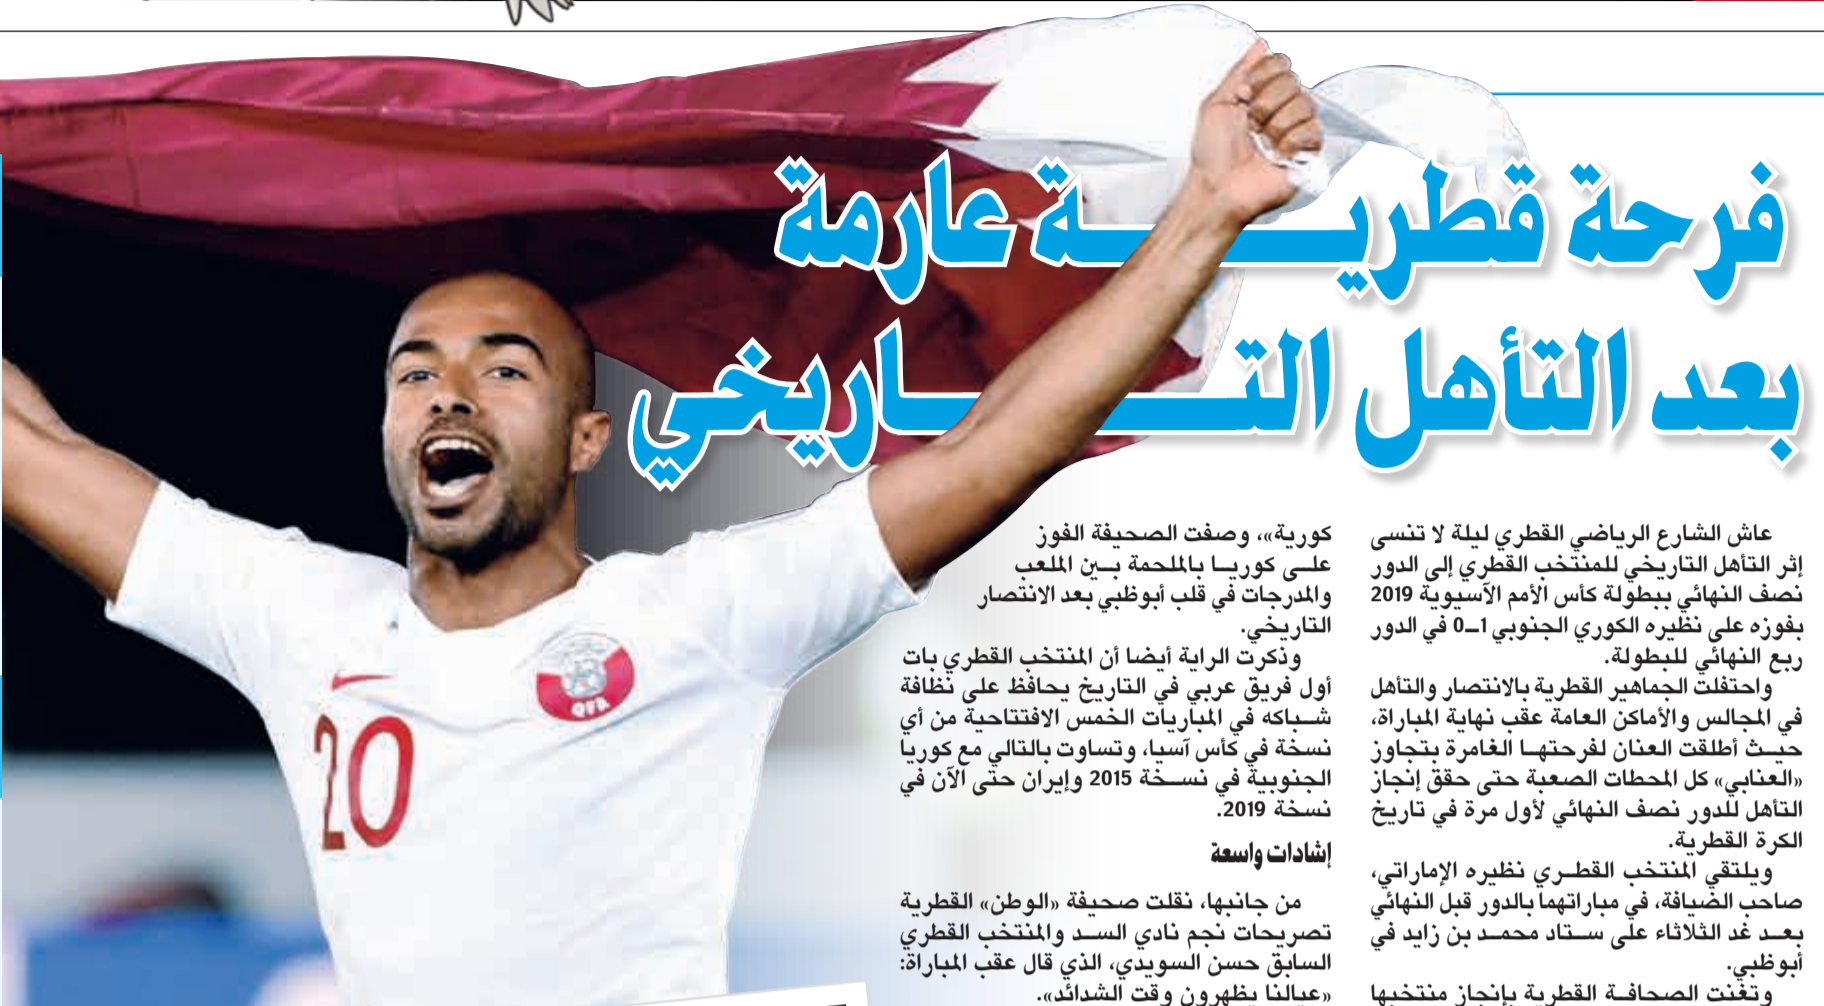 فرحة قطرية عارمة
بعد التأهل التاريخي
عاش الشارع الرياضي القطري ليلة لا تنسى
إثر التأهل التاريخي للمنتخب القطري إلى الدور
نصف النهائي ببطولة كأس الأمم الآسيوية 2019
بفوزه على نظيره الكوري الجنوبي 1ــ0 في الدور
ربع النهائي للبطولة.
واحتفلت الجماهير القطرية بالانتصار والتأهل
في المجالس والأماكن العامة عقب نهاية المباراة،
حيث أطلقت العنان لفرحتها الغامرة بتجاوز
«العنابي» كل المحطات الصعبة حتى حقق إنجاز
التأهل للدور نصف النهائي لأول مرة في تاريخ
الكرة القطرية.
ويلتقي المنتخب القطري نظيره الإماراتي،
صاحب الضيافة، في مباراتهما بالدور قبل النهائي
بعد غد الثلاثاء على ستاد محمد بن زايد في
أبوظبي.
وتغنت الصحافة القطرية بإنجاز منتخبها
كورية»، وصفت الصحيفة الفوز
على كوريا بالملحمة بين الملعب
والمدرجات في قلب أبوظبي بعد الانتصار
التاريخي.
وذكرت الراية أيضا أن المنتخب القطري بات
أول فريق عربي في التاريخ يحافظ على نظافة
شباكه في المباريات الخمس الافتتاحية من أي
نسخة في كأس آسيا، وتساوت بالتالي مع كوريا
الجنوبية في نسخة 2015 وإيران حتى الآن في
نسخة 2019.
إشادات واسعة
من جانبها، نقلت صحيفة «الوطن» القطرية
تصريحات نجم نادي السد والمنتخب القطري
السابق حسن السويدي، الذي قال عقب المباراة:
«عيالنا يظهرون وقت الشدائد».
QFA
20